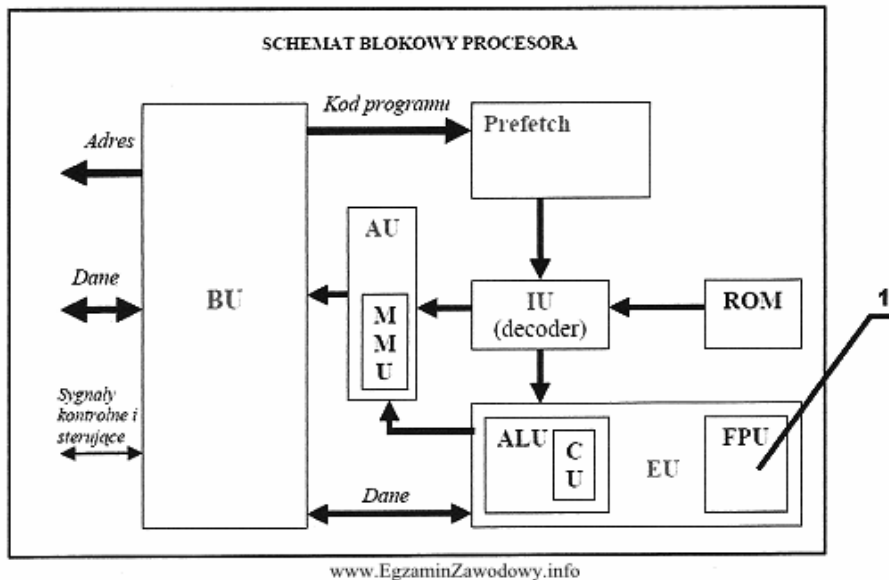 SCHEMAT BLOKOWY PROCESORA
Kod programu
Prefetch
Adres
AU
Dane
BU
IU
(decoder)
ROM
1
M
M
U
Sygnały
kontrolne i
sterujące
ALU
C
U
EU
FPU
Dane
www.EgzaminZawodowy.info